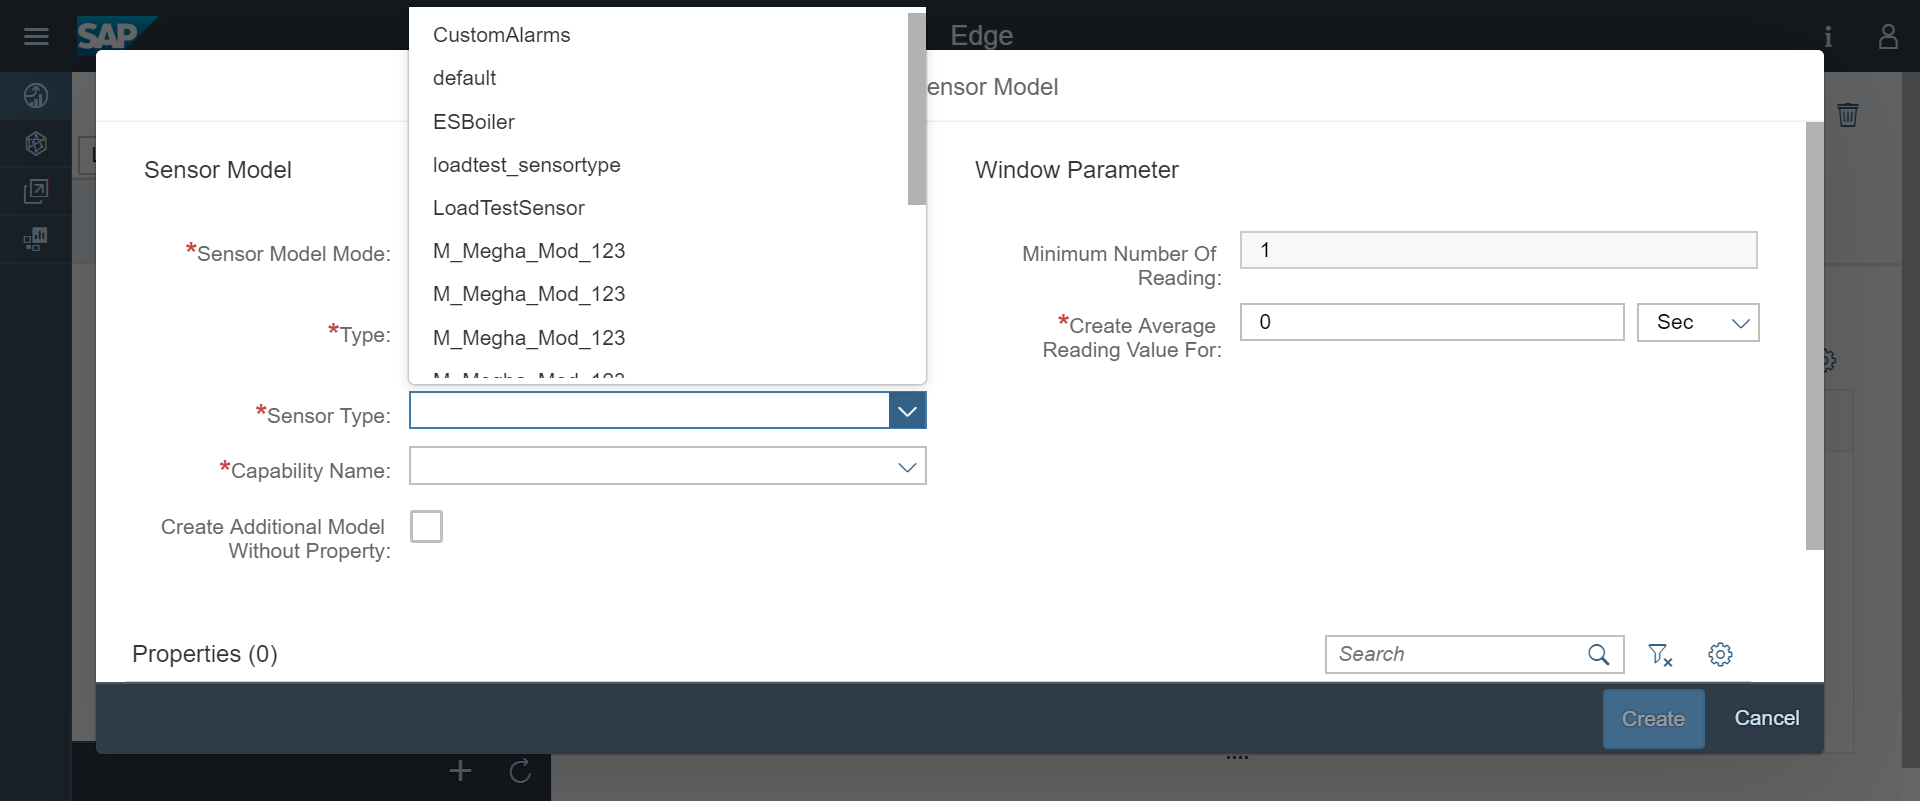 SAP
Edge
ensor Model
CustomAlarms
default
ESBoiler
loadtest_sensortype
LoadTestSensor
M_Megha_Mod_123
M_Megha_Mod_123
M_Megha_Mod_123
Sensor Model
*Sensor Model Mode:
*Type:
*Sensor Type:
*Capability Name:
Create Additional Model
Without Property:
Window Parameter
Minimum Number Of
Reading:
1
*Create Average
Reading Value For:
0
Sec
Properties (0)
Search
Create
Cancel